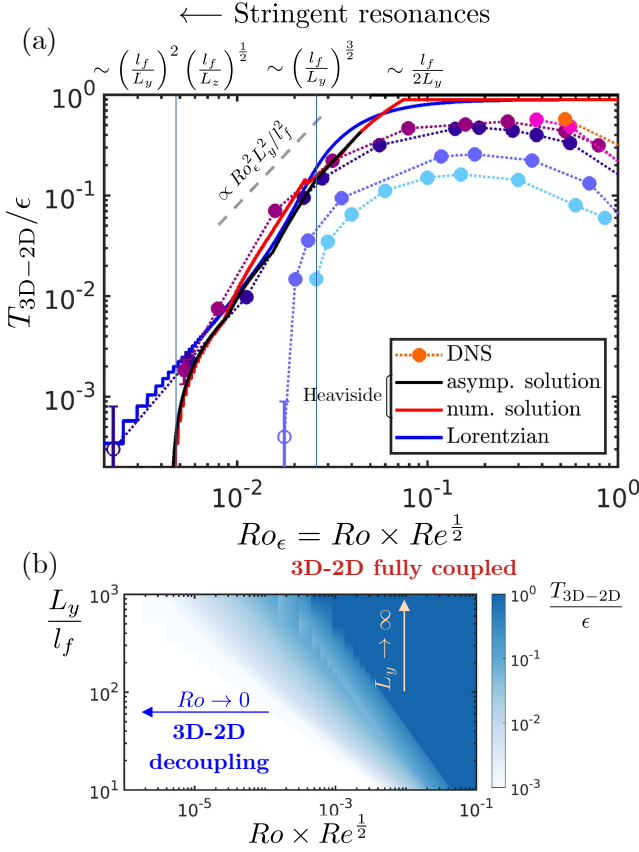 ⟵ Stringent resonances
(a)
∼ (l_f/L_y)^2 (l_f/L_z)^{1/2} ∼ (l_f/L_y)^{3/2} ∼ l_f/2L_y
10^0
10^{-1}
10^{-2}
10^{-3}
T_{3D−2D}/ϵ
∝ Ro_ϵ^2 L_y^2/l_f^2
DNS
Heaviside
asymp. solution
num. solution
Lorentzian
10^{-2} 10^{-1} 10^0
Ro_ϵ = Ro × Re^{1/2}
(b)
3D-2D fully coupled
L_y/l_f
10^3
10^2
10^1
L_y → ∞
Ro → 0
3D-2D
decoupling
10^{-5} 10^{-3} 10^{-1}
Ro × Re^{1/2}
10^0
10^{-1}
10^{-2}
10^{-3}
T_{3D−2D}/ϵ